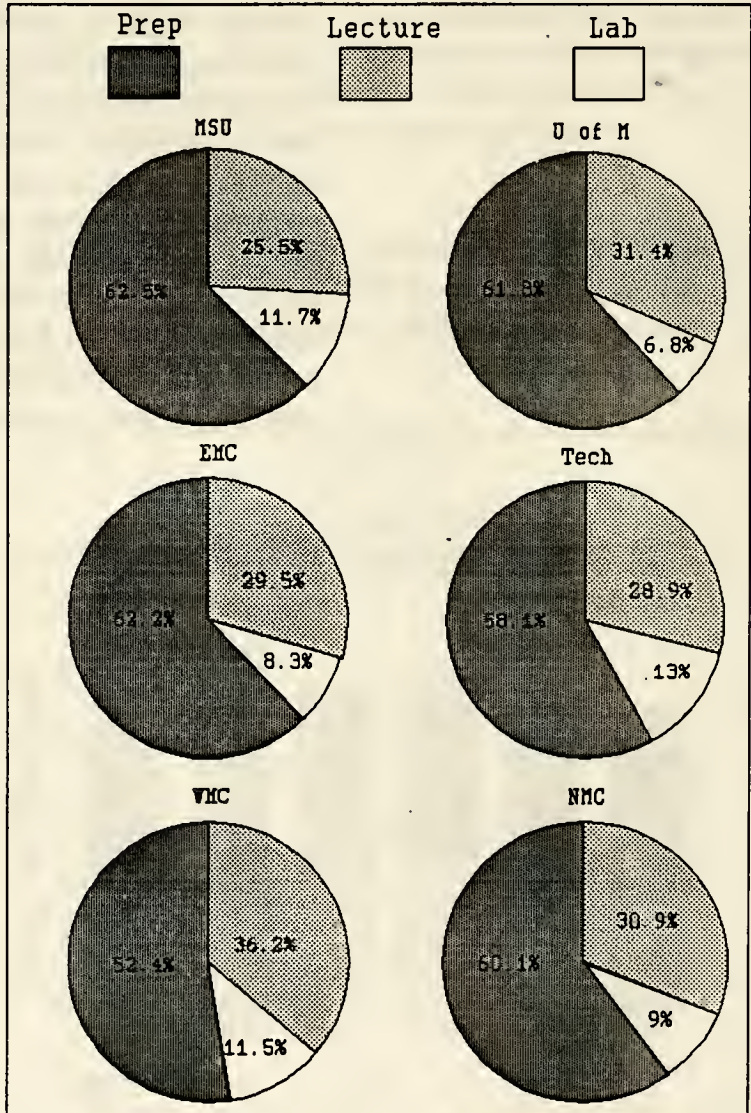 Prep Lecture Lab
MSU U of M
25.5% 31.4%
62.5% 61.8%
11.7% 6.8%
EMC Tech
29.5% 28.9%
62.2% 58.1%
8.3% 13%
WMC NMC
36.2% 30.9%
52.4% 60.1%
11.5% 9%